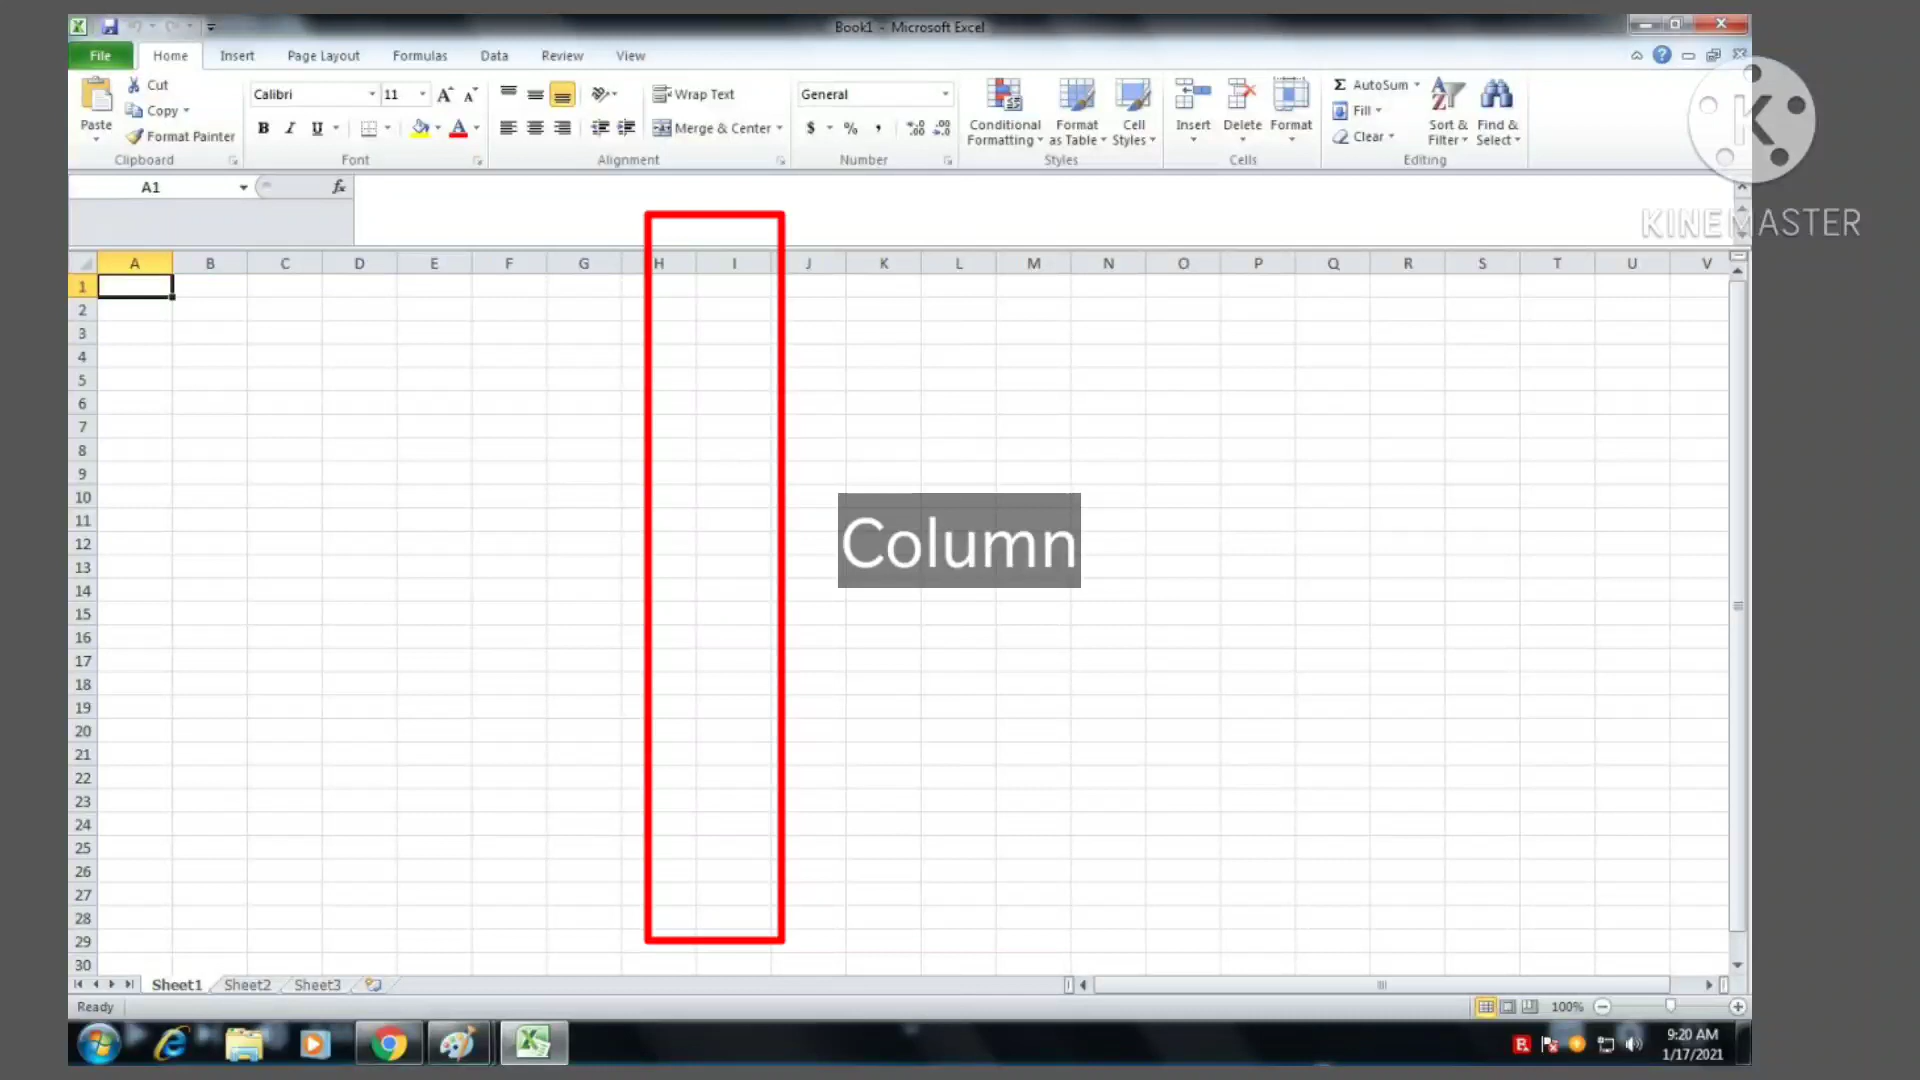 Book1 - Microsoft Excel
File Home Insert Page Layout Formulas Data Review View
Cut
Copy
Format Painter
Paste
Clipboard
Calibri 11
B I U
Font
Wrap Text
Merge & Center
Alignment
General
$ % ,
Number
Conditional Formatting
Format as Table
Cell Styles
Styles
Insert Delete Format
Cells
AutoSum
Fill
Clear
Sort & Filter
Find & Select
Editing
KINEMASTER
A1 fx
A B C D E F G H I J K L M N O P Q R S T U V
1
2
3
4
5
6
7
8
9
10
11
12
13
14
15
16
17
18
19
20
21
22
23
24
25
26
27
28
29
30
Column
Sheet1 Sheet2 Sheet3
Ready 100%
9:20 AM
1/17/2021